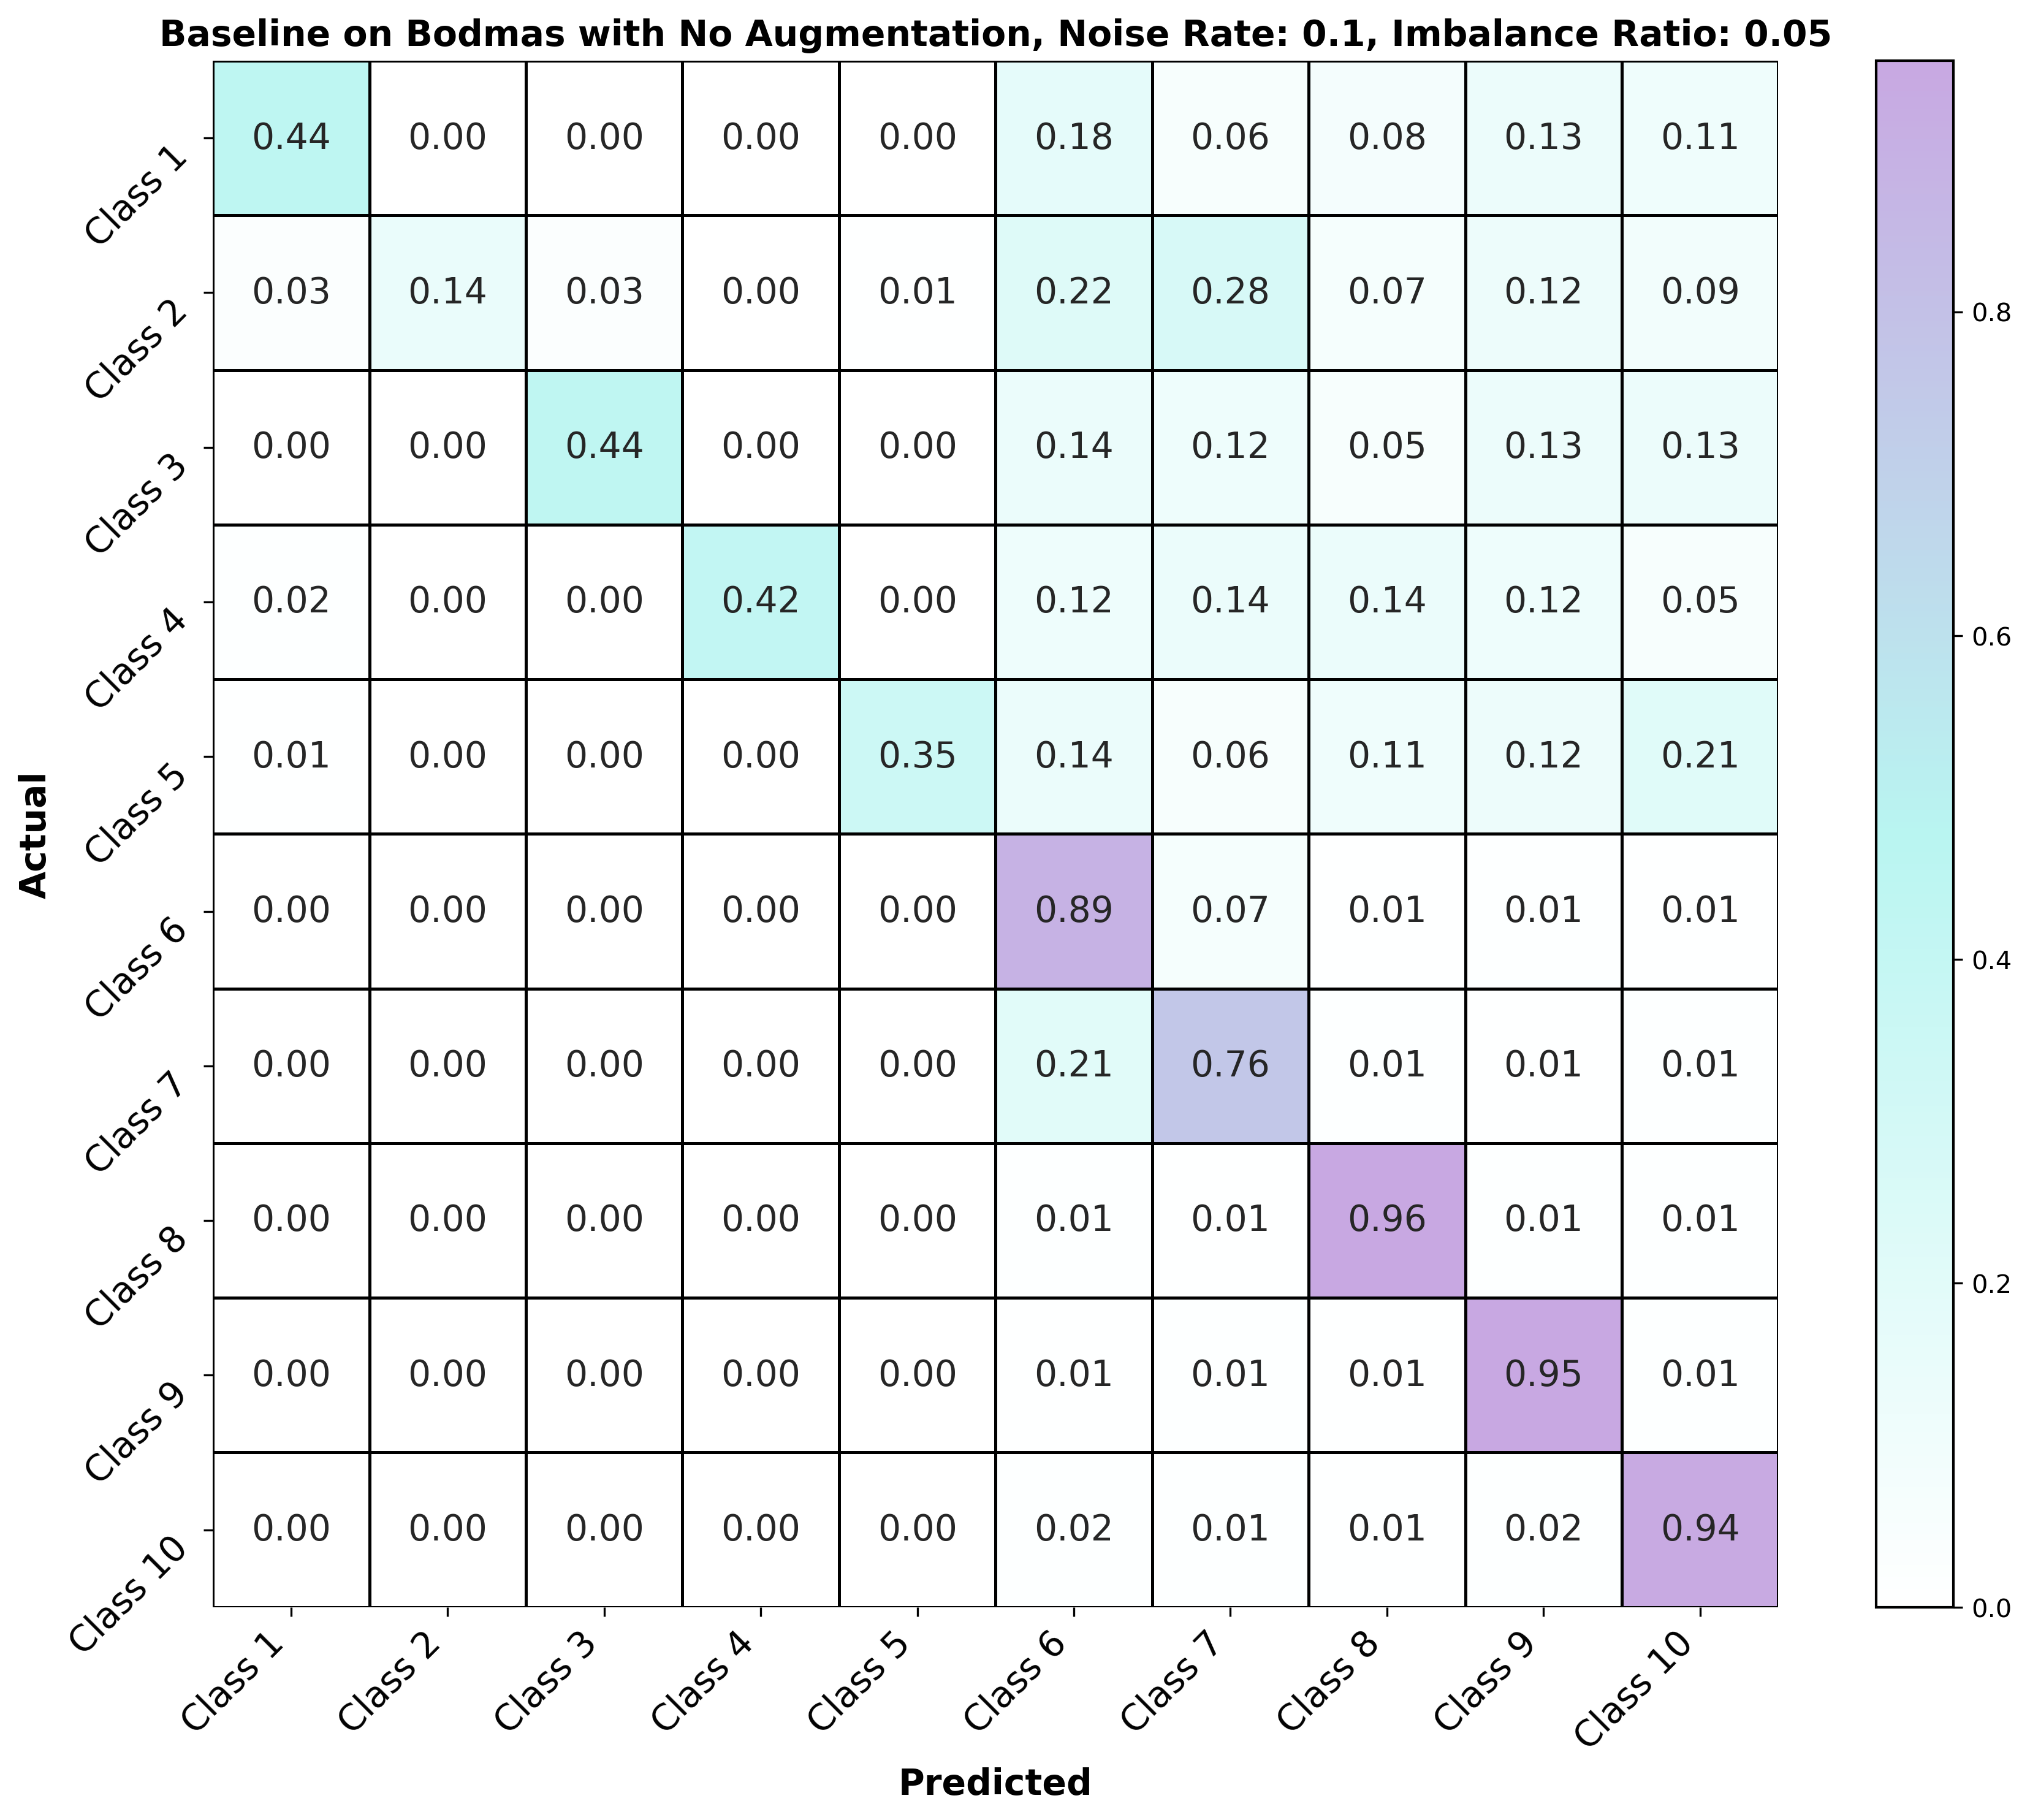 Baseline on Bodmas with No Augmentation, Noise Rate: 0.1, Imbalance Ratio: 0.05
Class 1 0.44 0.00 0.00 0.00 0.00 0.18 0.06 0.08 0.13 0.11
Class 2 0.03 0.14 0.03 0.00 0.01 0.22 0.28 0.07 0.12 0.09
Class 3 0.00 0.00 0.44 0.00 0.00 0.14 0.12 0.05 0.13 0.13
Class 4 0.02 0.00 0.00 0.42 0.00 0.12 0.14 0.14 0.12 0.05
Class 5 0.01 0.00 0.00 0.00 0.35 0.14 0.06 0.11 0.12 0.21
Class 6 0.00 0.00 0.00 0.00 0.00 0.89 0.07 0.01 0.01 0.01
Class 7 0.00 0.00 0.00 0.00 0.00 0.21 0.76 0.01 0.01 0.01
Class 8 0.00 0.00 0.00 0.00 0.00 0.01 0.01 0.96 0.01 0.01
Class 9 0.00 0.00 0.00 0.00 0.00 0.01 0.01 0.01 0.95 0.01
Class 10 0.00 0.00 0.00 0.00 0.00 0.02 0.01 0.01 0.02 0.94
Class 1 Class 2 Class 3 Class 4 Class 5 Class 6 Class 7 Class 8 Class 9 Class 10
Predicted
Actual
0.8
0.6
0.4
0.2
0.0